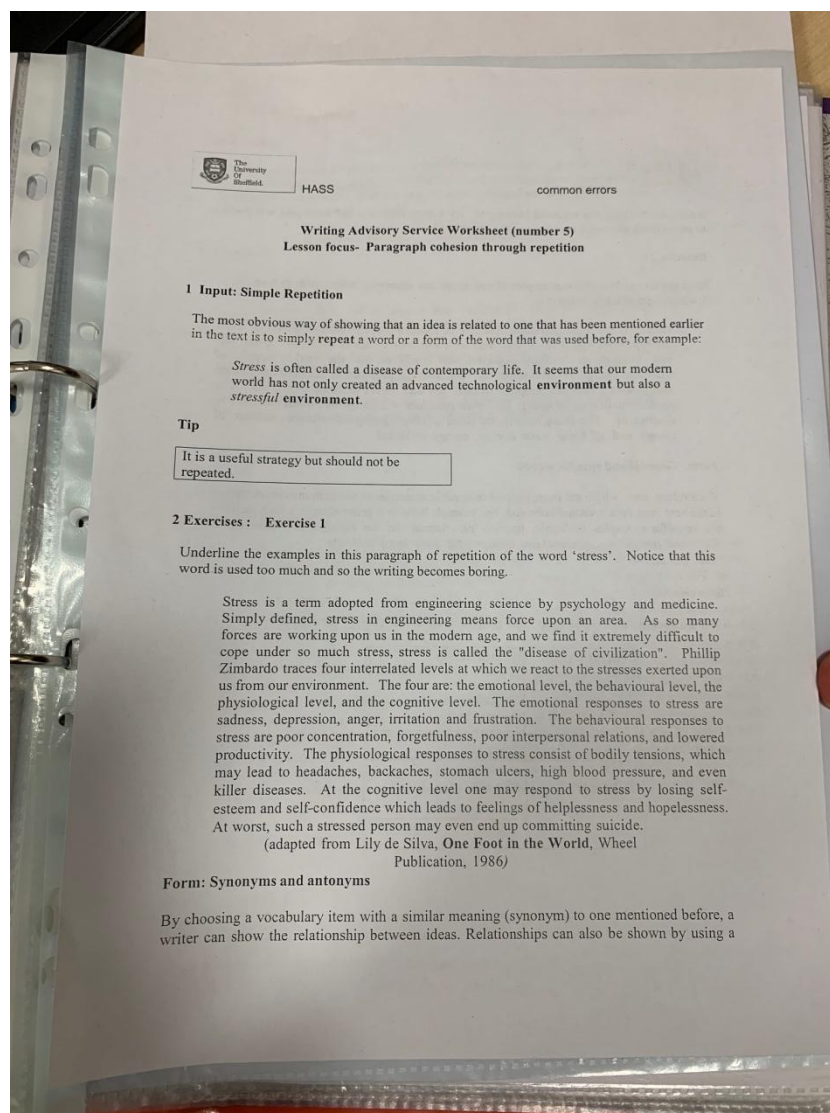 The
University
Of
Sheffield.
HASS
common errors
Writing Advisory Service Worksheet (number 5)
Lesson focus- Paragraph cohesion through repetition
1 Input: Simple Repetition
The most obvious way of showing that an idea is related to one that has been mentioned earlier
in the text is to simply repeat a word or a form of the word that was used before, for example:
Stress is often called a disease of contemporary life. It seems that our modern
world has not only created an advanced technological environment but also a
stressful environment.
Tip
It is a useful strategy but should not be
repeated.
2 Exercises : Exercise 1
Underline the examples in this paragraph of repetition of the word ‘stress’. Notice that this
word is used too much and so the writing becomes boring.
Stress is a term adopted from engineering science by psychology and medicine.
Simply defined, stress in engineering means force upon an area. As so many
forces are working upon us in the modern age, and we find it extremely difficult to
cope under so much stress, stress is called the "disease of civilization". Phillip
Zimbardo traces four interrelated levels at which we react to the stresses exerted upon
us from our environment. The four are: the emotional level, the behavioural level, the
physiological level, and the cognitive level. The emotional responses to stress are
sadness, depression, anger, irritation and frustration. The behavioural responses to
stress are poor concentration, forgetfulness, poor interpersonal relations, and lowered
productivity. The physiological responses to stress consist of bodily tensions, which
may lead to headaches, backaches, stomach ulcers, high blood pressure, and even
killer diseases. At the cognitive level one may respond to stress by losing self-
esteem and self-confidence which leads to feelings of helplessness and hopelessness.
At worst, such a stressed person may even end up committing suicide.
(adapted from Lily de Silva, One Foot in the World, Wheel
Publication, 1986)
Form: Synonyms and antonyms
By choosing a vocabulary item with a similar meaning (synonym) to one mentioned before, a
writer can show the relationship between ideas. Relationships can also be shown by using a